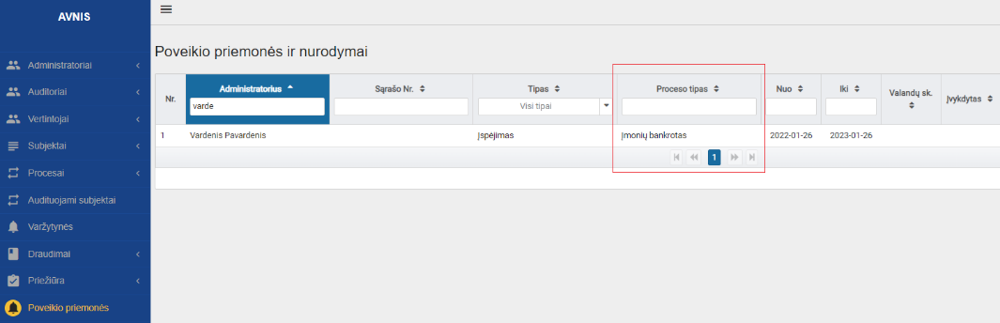 AVNIS
Administratoriai
Auditoriai
Vertintojai
Subjektai
Procesai
Audituojami subjektai
Varžytynės
Draudimai
Priežiūra
Poveikio priemonės
Poveikio priemonės ir nurodymai
Nr. Administratorius Sąrašo Nr. Tipas Proceso tipas Nuo Iki Valandų sk. Įvykdytas
varde Visi tipai
1 Vardenis Pavardenis Įspėjimas Įmonių bankrotas 2022-01-26 2023-01-26
1